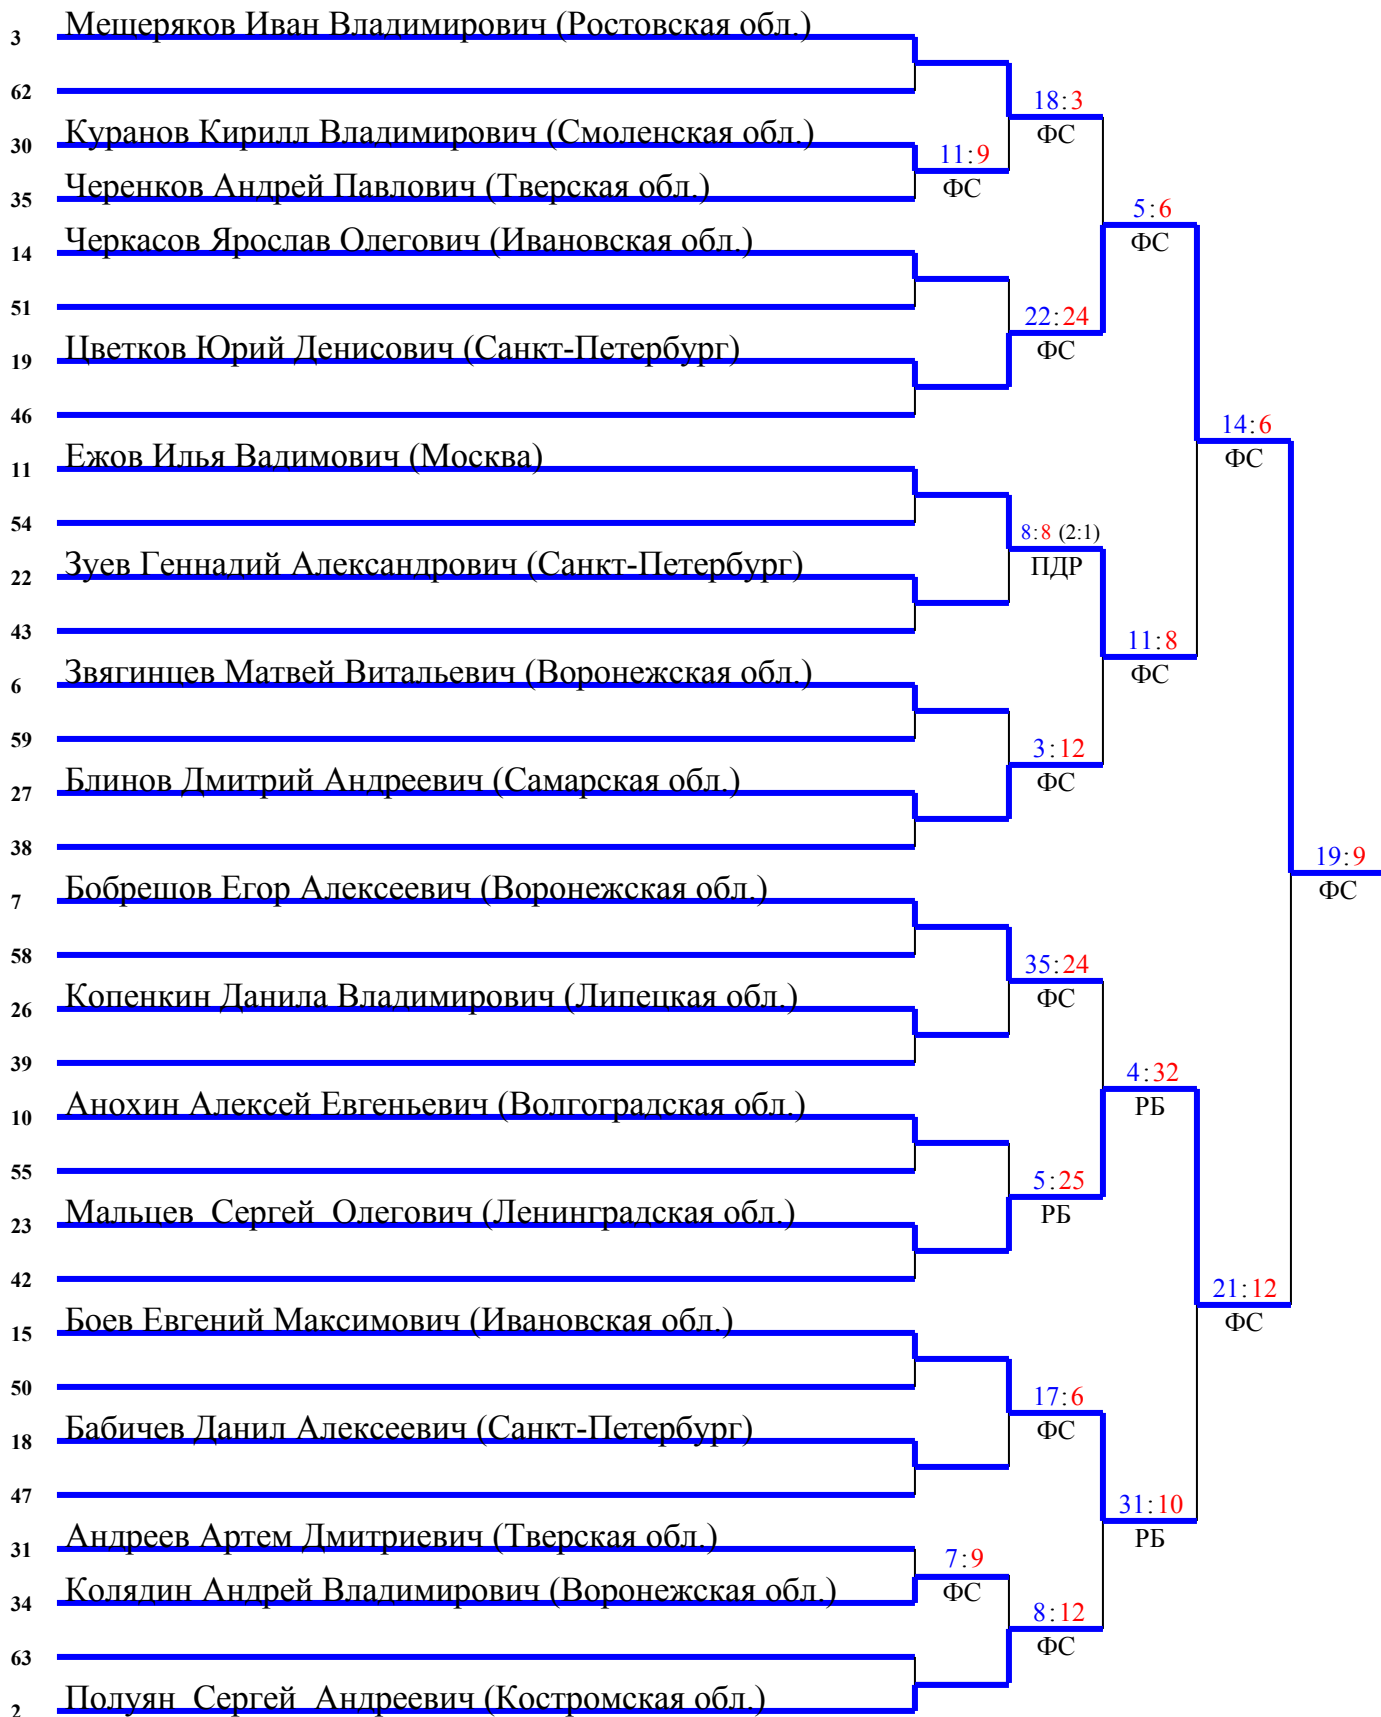 3 Мещеряков Иван Владимирович (Ростовская обл.)
62
18:3
30 Куранов Кирилл Владимирович (Смоленская обл.)
ФС
11:9
35 Черенков Андрей Павлович (Тверская обл.)
ФС
5:6
14 Черкасов Ярослав Олегович (Ивановская обл.)
ФС
51
22:24
19 Цветков Юрий Денисович (Санкт-Петербург)
ФС
46
14:6
11 Ежов Илья Вадимович (Москва)
ФС
54
8:8 (2:1)
22 Зуев Геннадий Александрович (Санкт-Петербург)
ПДР
43
11:8
6 Звягинцев Матвей Витальевич (Воронежская обл.)
ФС
59
3:12
27 Блинов Дмитрий Андреевич (Самарская обл.)
ФС
38
19:9
7 Бобрешов Егор Алексеевич (Воронежская обл.)
ФС
58
35:24
26 Копенкин Данила Владимирович (Липецкая обл.)
ФС
39
4:32
10 Анохин Алексей Евгеньевич (Волгоградская обл.)
РБ
55
5:25
23 Мальцев Сергей Олегович (Ленинградская обл.)
РБ
42
21:12
15 Боев Евгений Максимович (Ивановская обл.)
ФС
50
17:6
18 Бабичев Данил Алексеевич (Санкт-Петербург)
ФС
47
31:10
31 Андреев Артем Дмитриевич (Тверская обл.)
РБ
7:9
34 Колядин Андрей Владимирович (Воронежская обл.)
ФС
8:12
63
ФС
2 Полуян Сергей Андреевич (Костромская обл.)